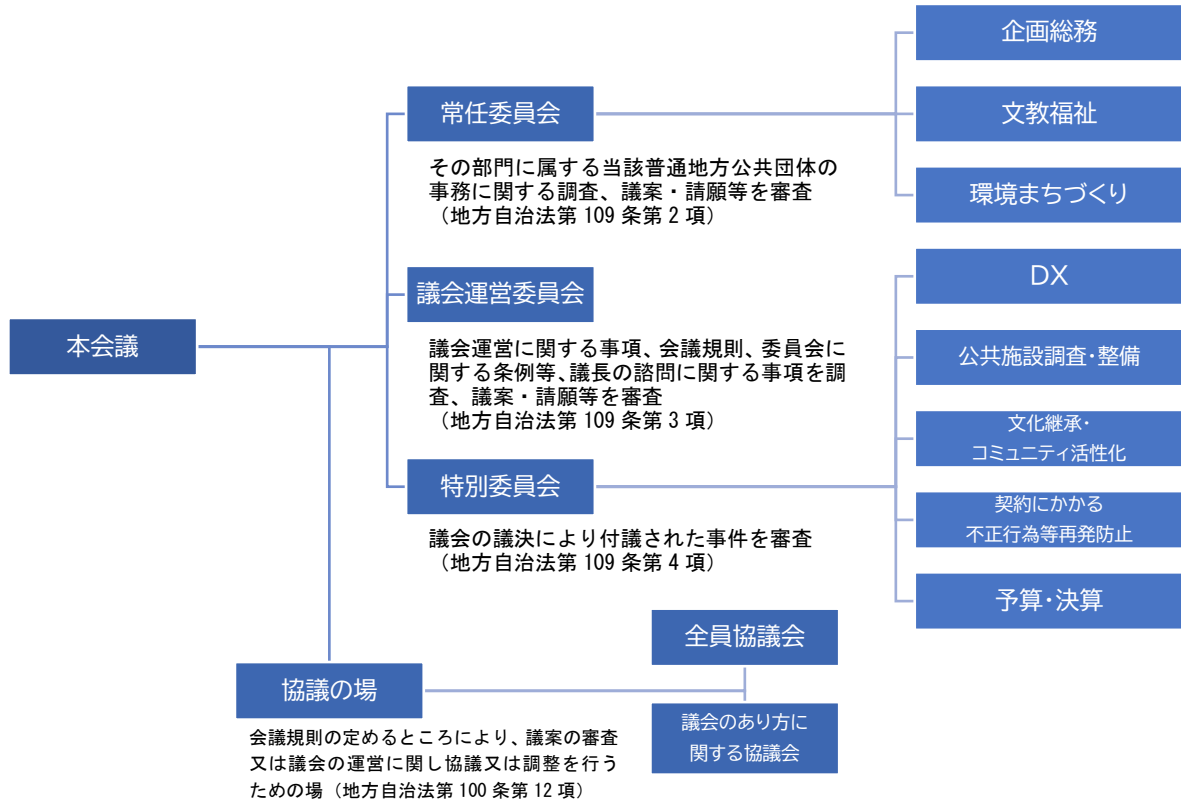 本会議
常任委員会
その部門に属する当該普通地方公共団体の
事務に関する調査、議案・請願等を審査
(地方自治法第 109 条第 2 項)
企画総務
文教福祉
環境まちづくり
議会運営委員会
議会運営に関する事項、会議規則、委員会に
関する条例等、議長の諮問に関する事項を調
査、議案・請願等を審査
(地方自治法第 109 条第 3 項)
特別委員会
議会の議決により付議された事件を審査
(地方自治法第 109 条第 4 項)
DX
公共施設調査・整備
文化継承・
コミュニティ活性化
契約にかかる
不正行為等再発防止
予算・決算
協議の場
会議規則の定めるところにより、議案の審査
又は議会の運営に関し協議又は調整を行う
ための場(地方自治法第 100 条第 12 項)
全員協議会
議会のあり方に
関する協議会